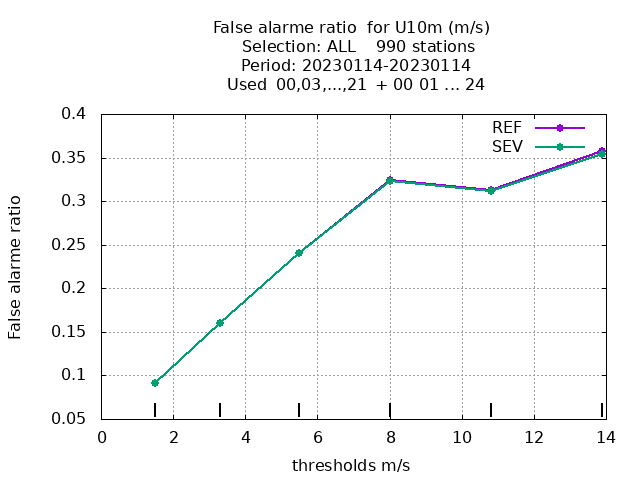 False alarme ratio  for U10m (m/s)
Selection: ALL    990 stations
Period: 20230114-20230114
Used  00,03,...,21  + 00 01 ... 24
REF
SEV
0.4
0.35
0.3
0.25
0.2
0.15
0.1
0.05
False alarme ratio
0 2 4 6 8 10 12 14
thresholds m/s